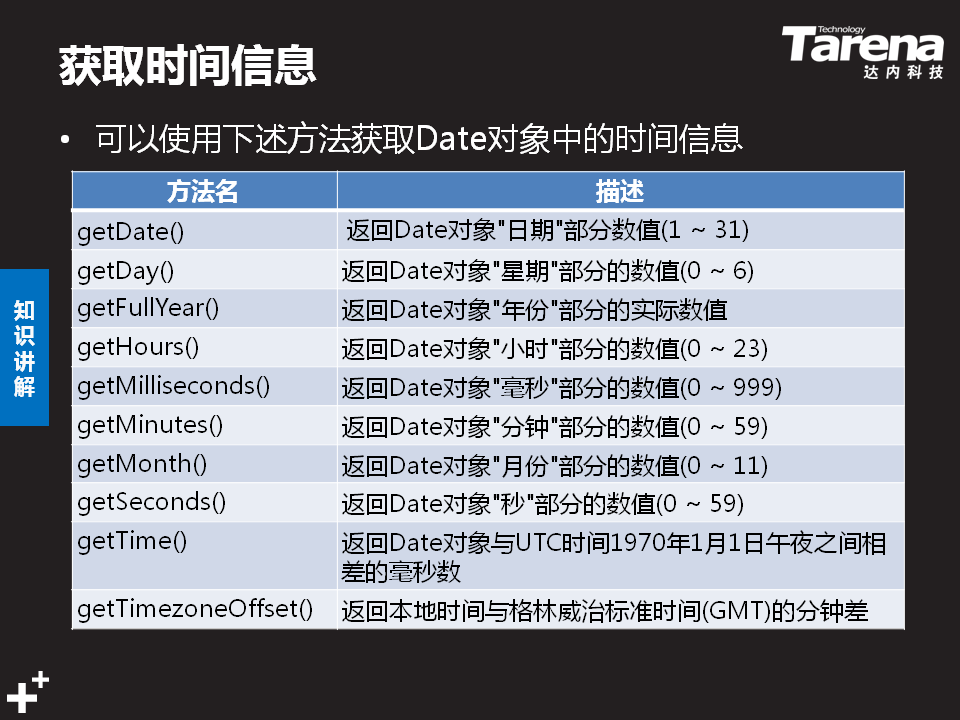 获取时间信息
Technology
Tarena
达内科技
• 可以使用下述方法获取Date对象中的时间信息
方法名 描述
getDate() 返回Date对象"日期"部分数值(1 ~ 31)
getDay() 返回Date对象"星期"部分的数值(0 ~ 6)
getFullYear() 返回Date对象"年份"部分的实际数值
getHours() 返回Date对象"小时"部分的数值(0 ~ 23)
getMilliseconds() 返回Date对象"毫秒"部分的数值(0 ~ 999)
getMinutes() 返回Date对象"分钟"部分的数值(0 ~ 59)
getMonth() 返回Date对象"月份"部分的数值(0 ~ 11)
getSeconds() 返回Date对象"秒"部分的数值(0 ~ 59)
getTime() 返回Date对象与UTC时间1970年1月1日午夜之间相
差的毫秒数
getTimezoneOffset() 返回本地时间与格林威治标准时间(GMT)的分钟差
知
识
讲
解